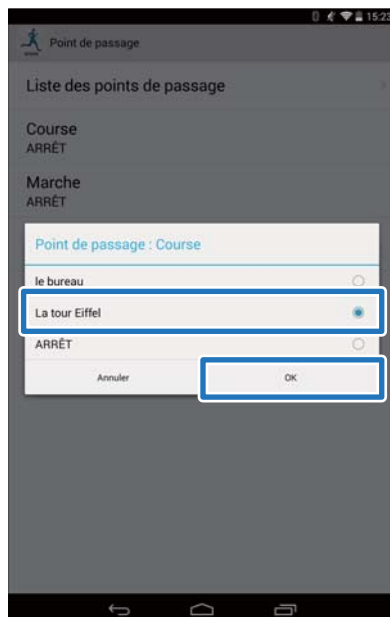 15:23
Point de passage
Liste des points de passage
Course
ARRÊT
Marche
ARRÊT
Point de passage : Course
le bureau
La tour Eiffel
ARRÊT
Annuler
OK